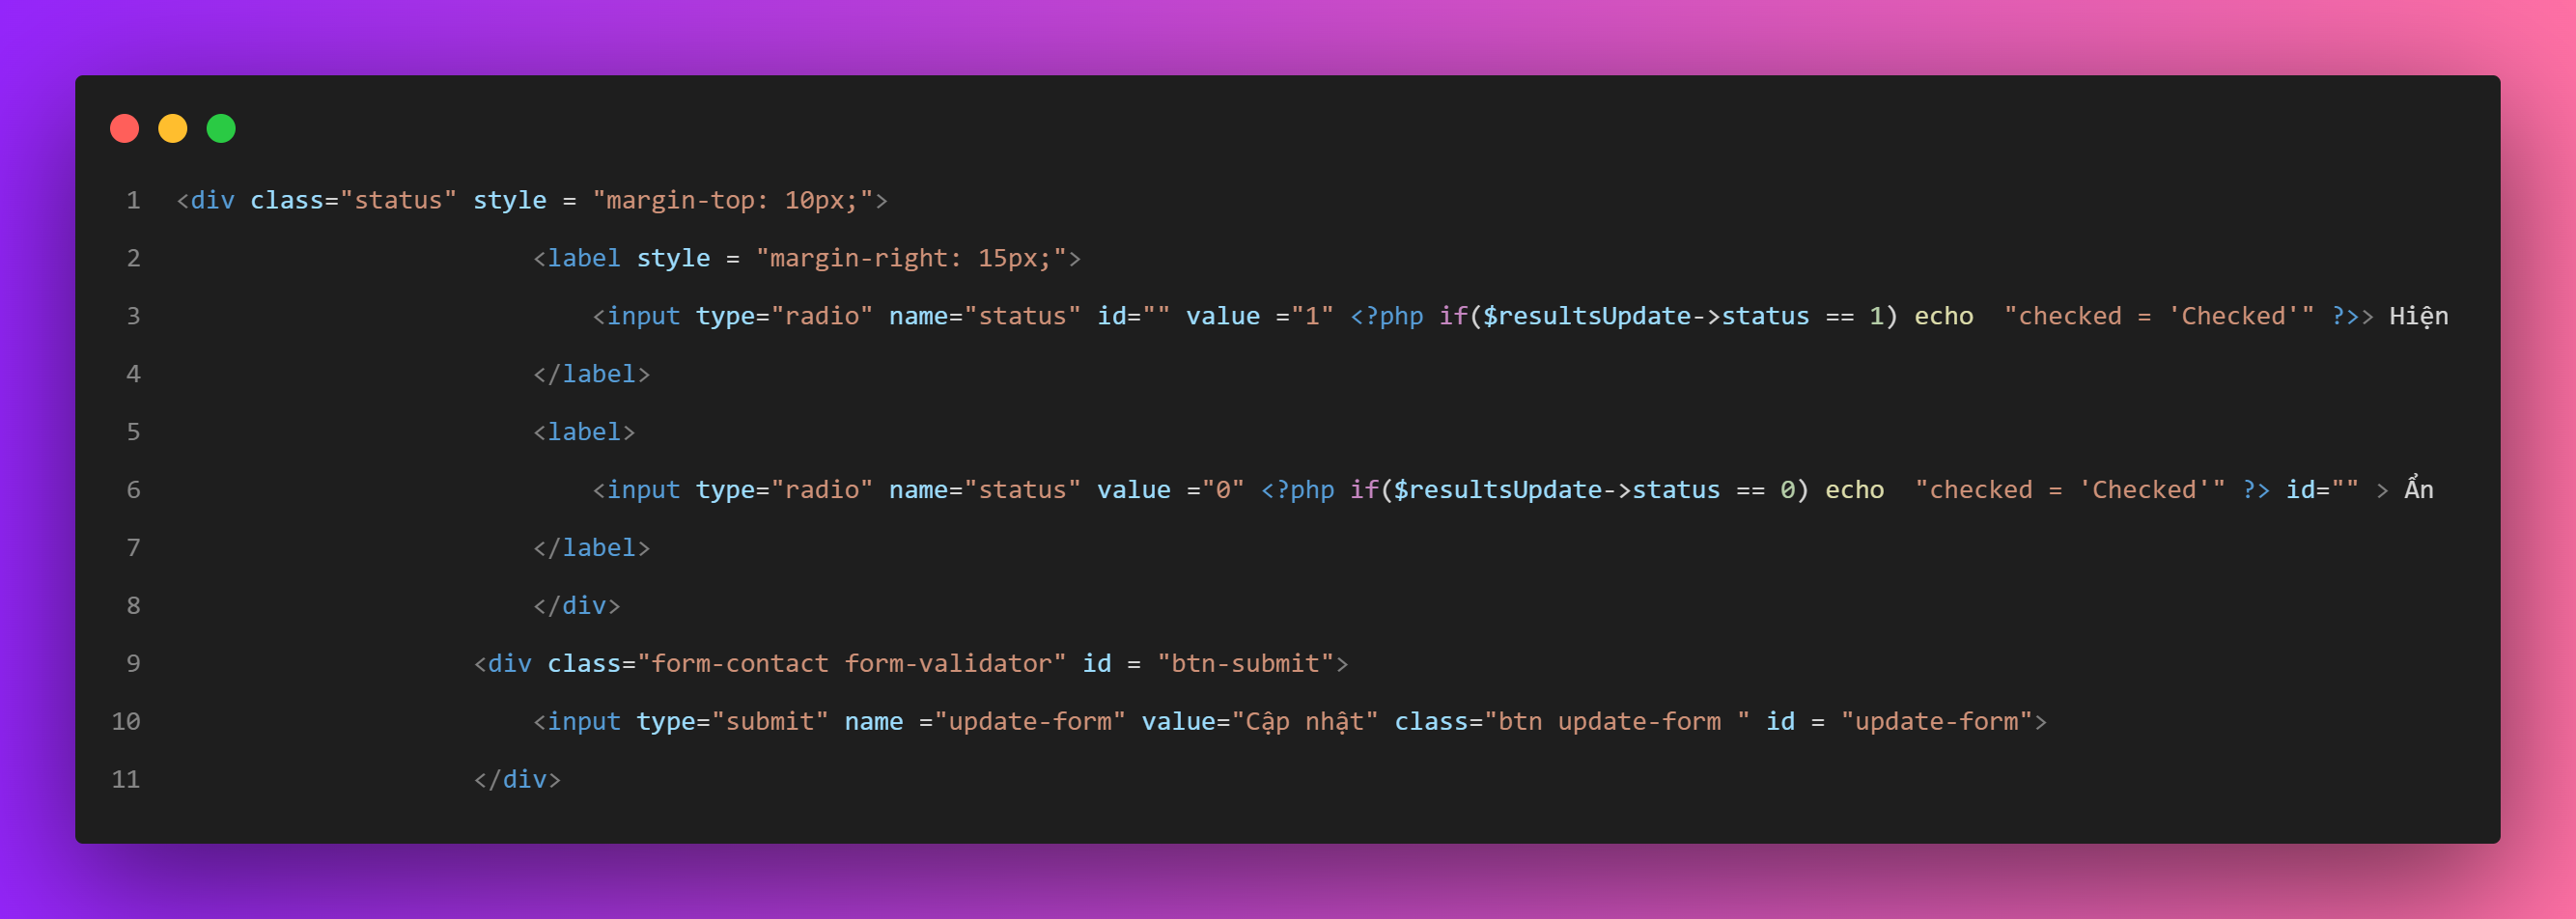 1 <div class="status" style = "margin-top: 10px;">
2 <label style = "margin-right: 15px;">
3 <input type="radio" name="status" id="" value ="1" <?php if($resultsUpdate->status == 1) echo  "checked = 'Checked'" ?>> Hiện
4 </label>
5 <label>
6 <input type="radio" name="status" value ="0" <?php if($resultsUpdate->status == 0) echo  "checked = 'Checked'" ?> id="" > Ẩn
7 </label>
8 </div>
9 <div class="form-contact form-validator" id = "btn-submit">
10 <input type="submit" name ="update-form" value="Cập nhật" class="btn update-form " id = "update-form">
11 </div>